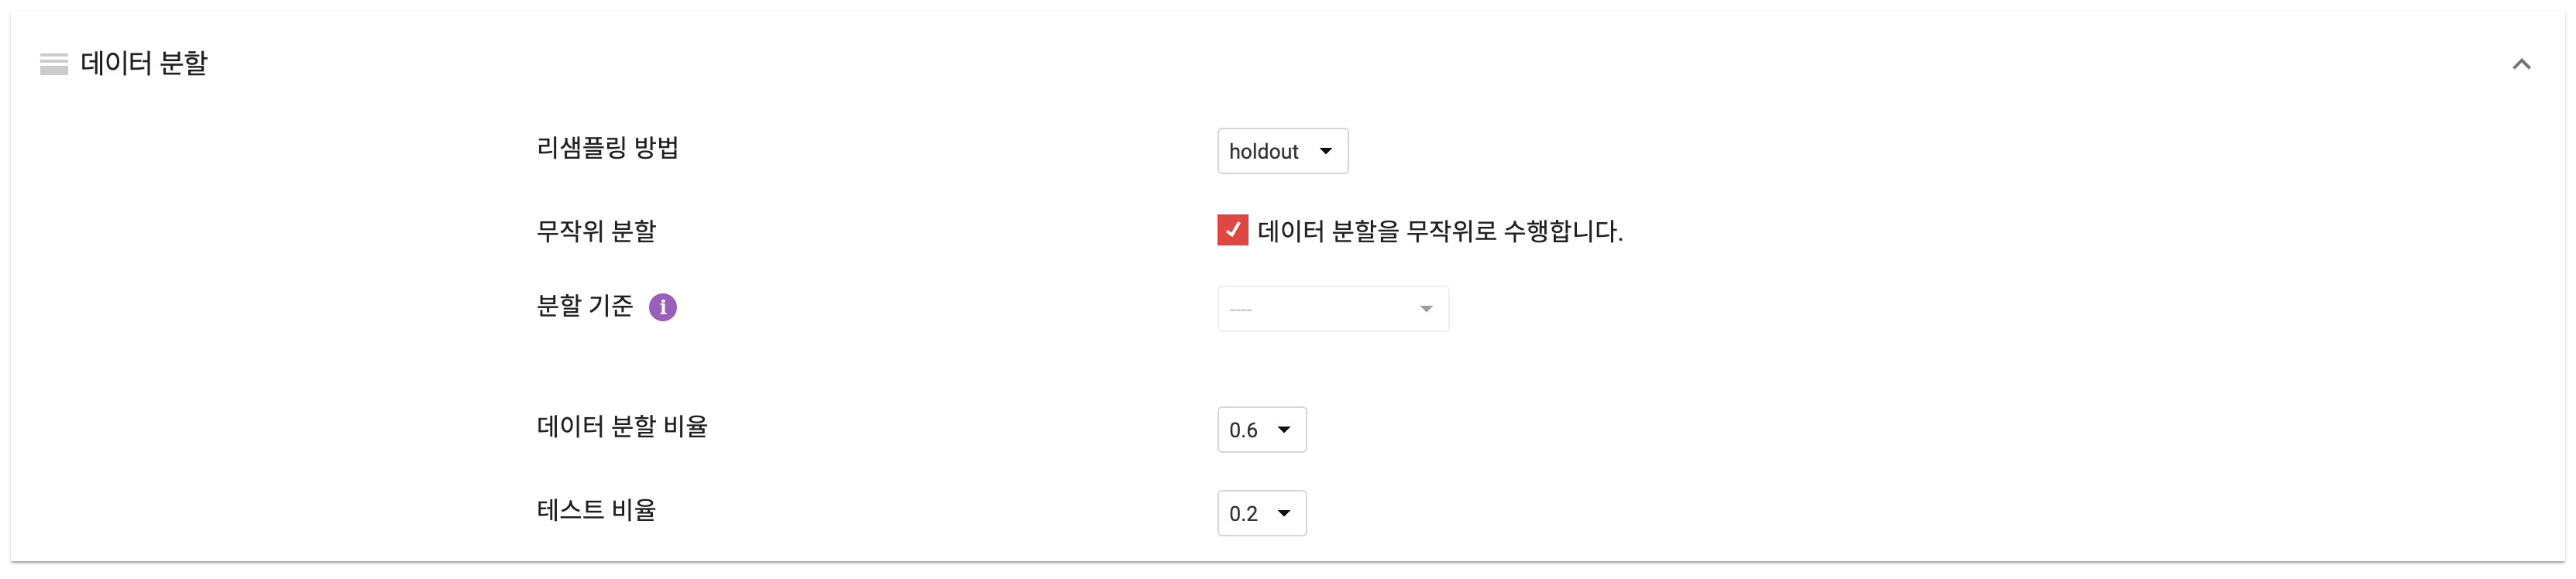 데이터 분할
리샘플링 방법 holdout
무작위 분할 데이터 분할을 무작위로 수행합니다.
분할 기준 i ----
데이터 분할 비율 0.6
테스트 비율 0.2